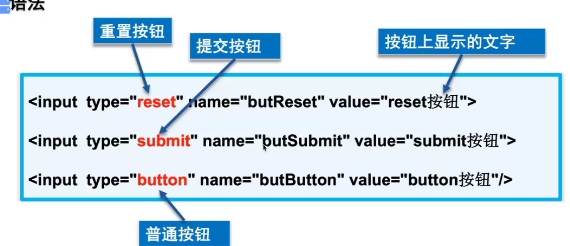 语法
重置按钮
提交按钮
按钮上显示的文字
<input type="reset" name="butReset" value="reset按钮">
<input type="submit" name="butSubmit" value="submit按钮">
<input type="button" name="butButton" value="button按钮"/>
普通按钮